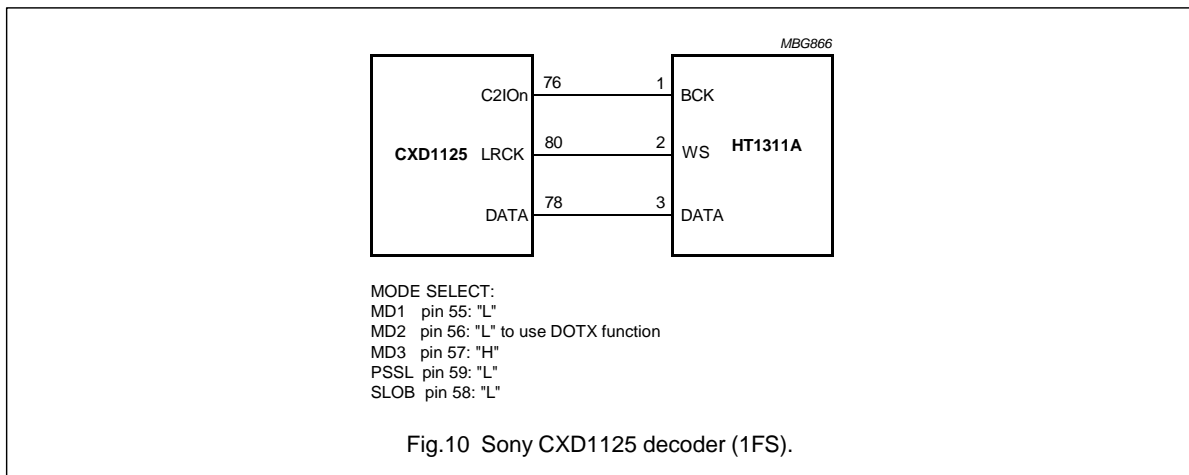 MBG866
C2IOn 76 1 BCK
CXD1125 LRCK 80 2 WS HT1311A
DATA 78 3 DATA
MODE SELECT:
MD1 pin 55: "L"
MD2 pin 56: "L" to use DOTX function
MD3 pin 57: "H"
PSSL pin 59: "L"
SLOB pin 58: "L"
Fig.10 Sony CXD1125 decoder (1FS).